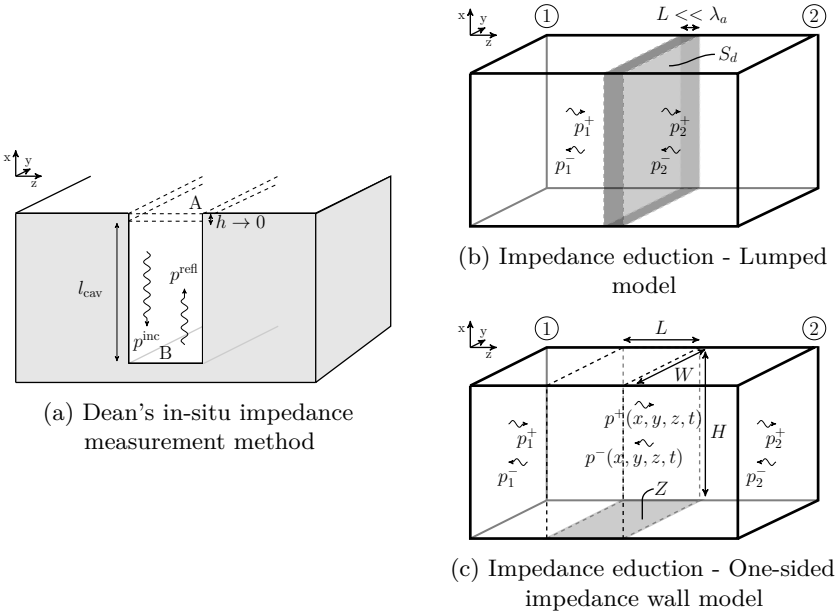 x
y
z
A
h → 0
l_cav
p^refl
p^inc
B
(a) Dean's in-situ impedance
measurement method
x
y
z
1
L << λ_a
2
S_d
p_1^+
p_2^+
p_1^-
p_2^-
(b) Impedance eduction - Lumped
model
x
y
z
1
L
2
W
p^+(x, y, z, t)
H
p_1^+
p_2^+
p^-(x, y, z, t)
p_1^-
p_2^-
Z
(c) Impedance eduction - One-sided
impedance wall model